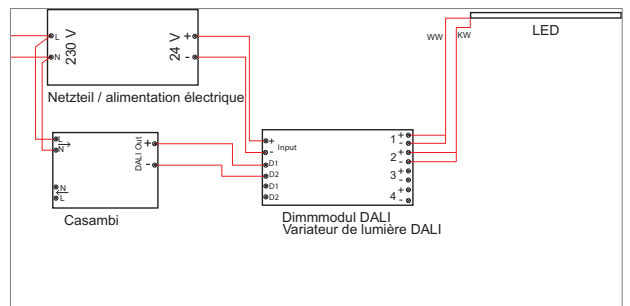 L
N
230 V
24 V
+
-
Netzteil / alimentation électrique
WW
KW
LED
L
N
N
L
DALI Out
+
-
Casambi
+
-
Input
D1
D2
D1
D2
1 + -
2 + -
3 + -
4 + -
Dimmmodul DALI
Variateur de lumière DALI